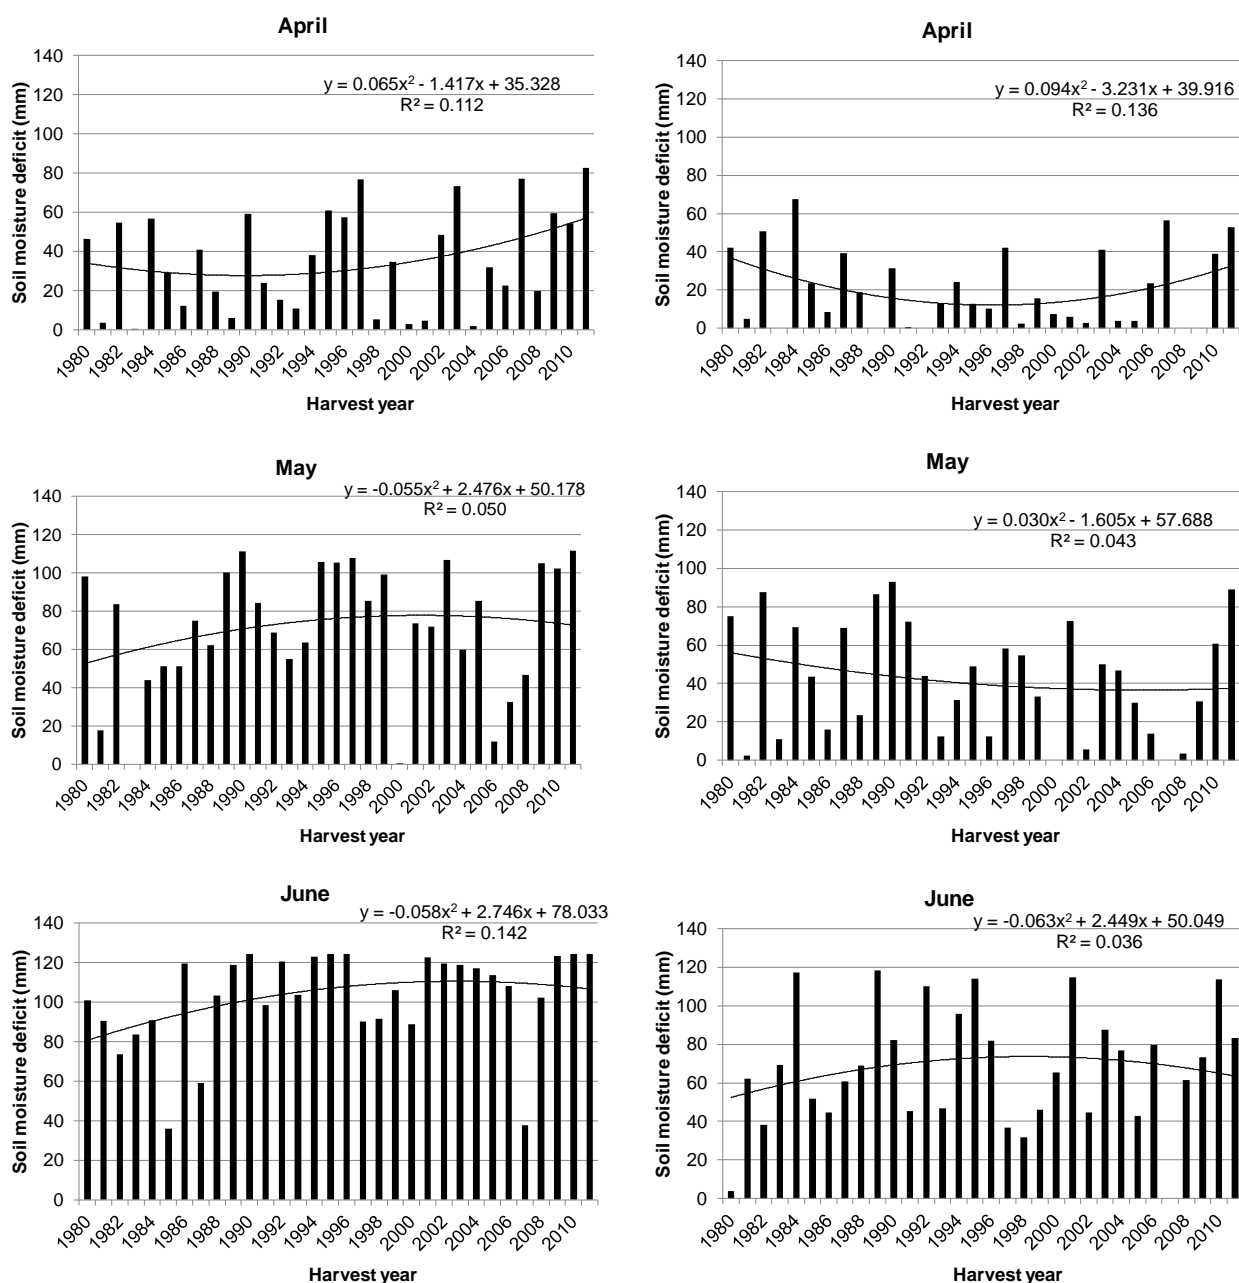 April
140
120
100
80
60
40
20
0
Soil moisture deficit (mm)
y = 0.065x² - 1.417x + 35.328
R² = 0.112
1980 1982 1984 1986 1988 1990 1992 1994 1996 1998 2000 2002 2004 2006 2008 2010
Harvest year
April
140
120
100
80
60
40
20
0
Soil moisture deficit (mm)
y = 0.094x² - 3.231x + 39.916
R² = 0.136
1980 1982 1984 1986 1988 1990 1992 1994 1996 1998 2000 2002 2004 2006 2008 2010
Harvest year
May
140
120
100
80
60
40
20
0
Soil moisture deficit (mm)
y = -0.055x² + 2.476x + 50.178
R² = 0.050
1980 1982 1984 1986 1988 1990 1992 1994 1996 1998 2000 2002 2004 2006 2008 2010
Harvest year
May
140
120
100
80
60
40
20
0
Soil moisture deficit (mm)
y = 0.030x² - 1.605x + 57.688
R² = 0.043
1980 1982 1984 1986 1988 1990 1992 1994 1996 1998 2000 2002 2004 2006 2008 2010
Harvest year
June
140
120
100
80
60
40
20
0
Soil moisture deficit (mm)
y = -0.058x² + 2.746x + 78.033
R² = 0.142
1980 1982 1984 1986 1988 1990 1992 1994 1996 1998 2000 2002 2004 2006 2008 2010
Harvest year
June
140
120
100
80
60
40
20
0
Soil moisture deficit (mm)
y = -0.063x² + 2.449x + 50.049
R² = 0.036
1980 1982 1984 1986 1988 1990 1992 1994 1996 1998 2000 2002 2004 2006 2008 2010
Harvest year